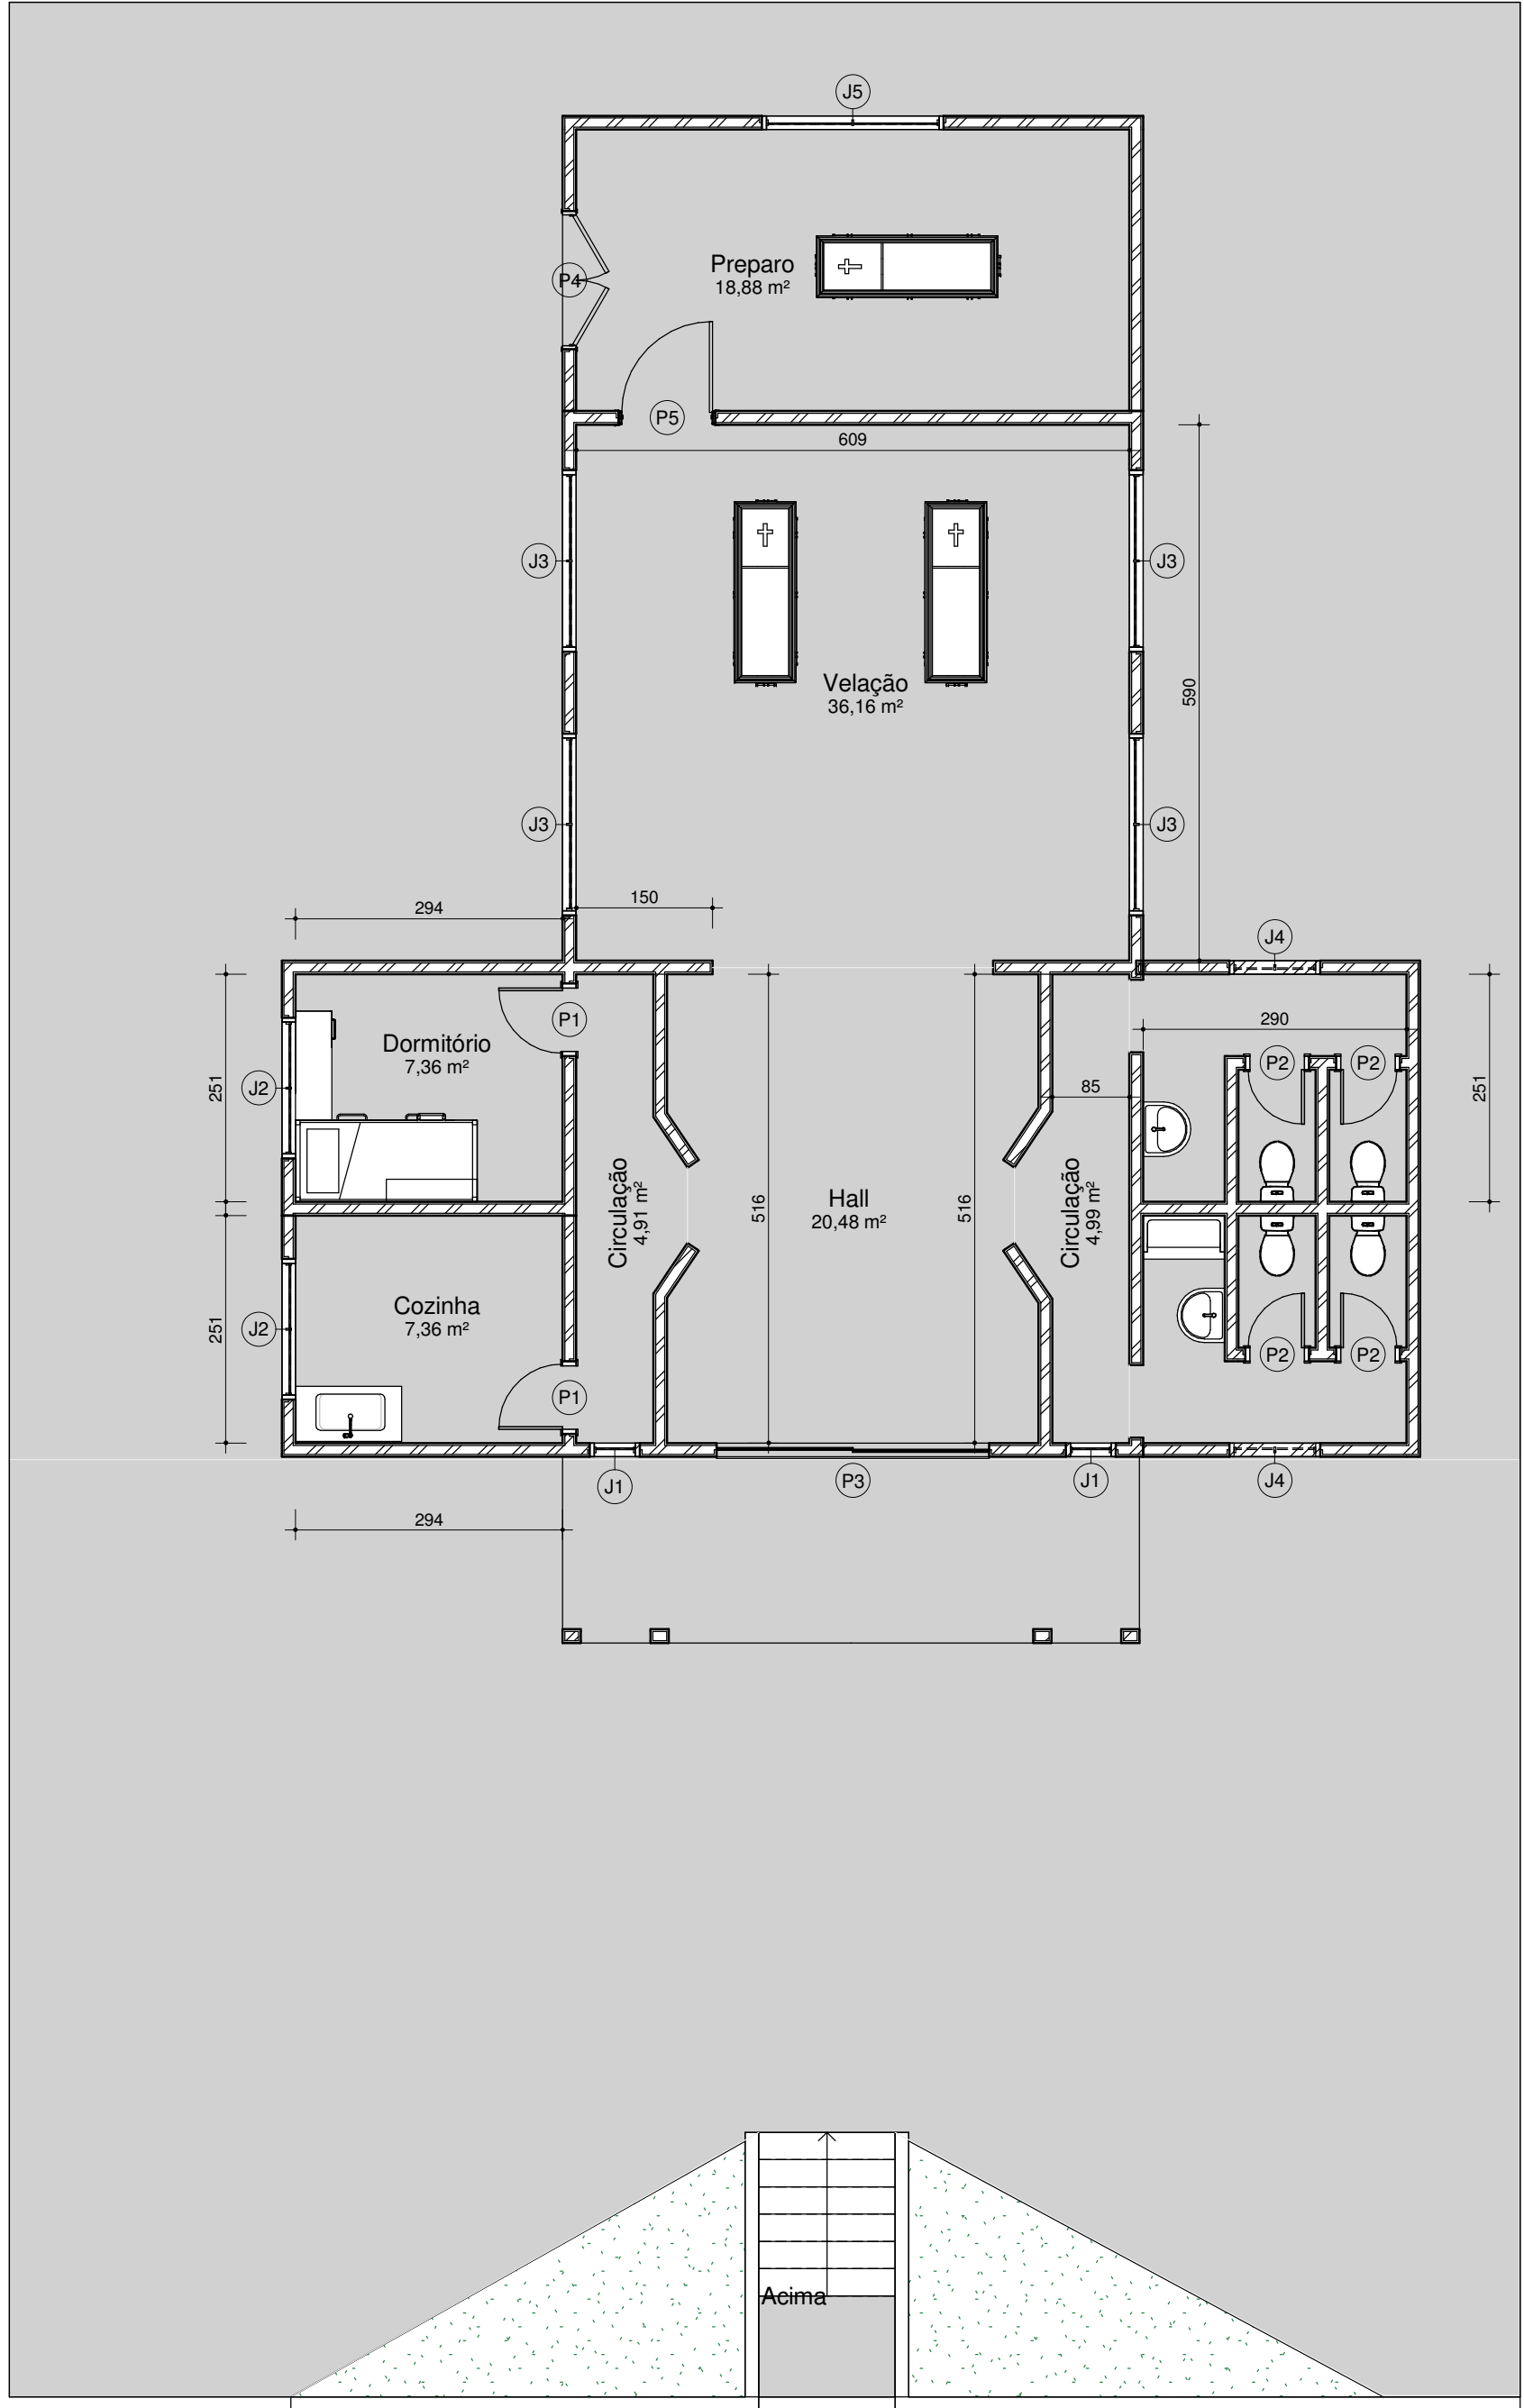 J5
Preparo
18,88 m²
P4
P5
609
J3
J3
Velação
36,16 m²
590
J3
J3
294
150
J4
P1
290
Dormitório
7,36 m²
P2
P2
251
J2
85
251
Circulação
4,91 m²
516
Hall
20,48 m²
516
Circulação
4,99 m²
Cozinha
7,36 m²
251
J2
P2
P2
P1
J1
P3
J1
J4
294
Acima